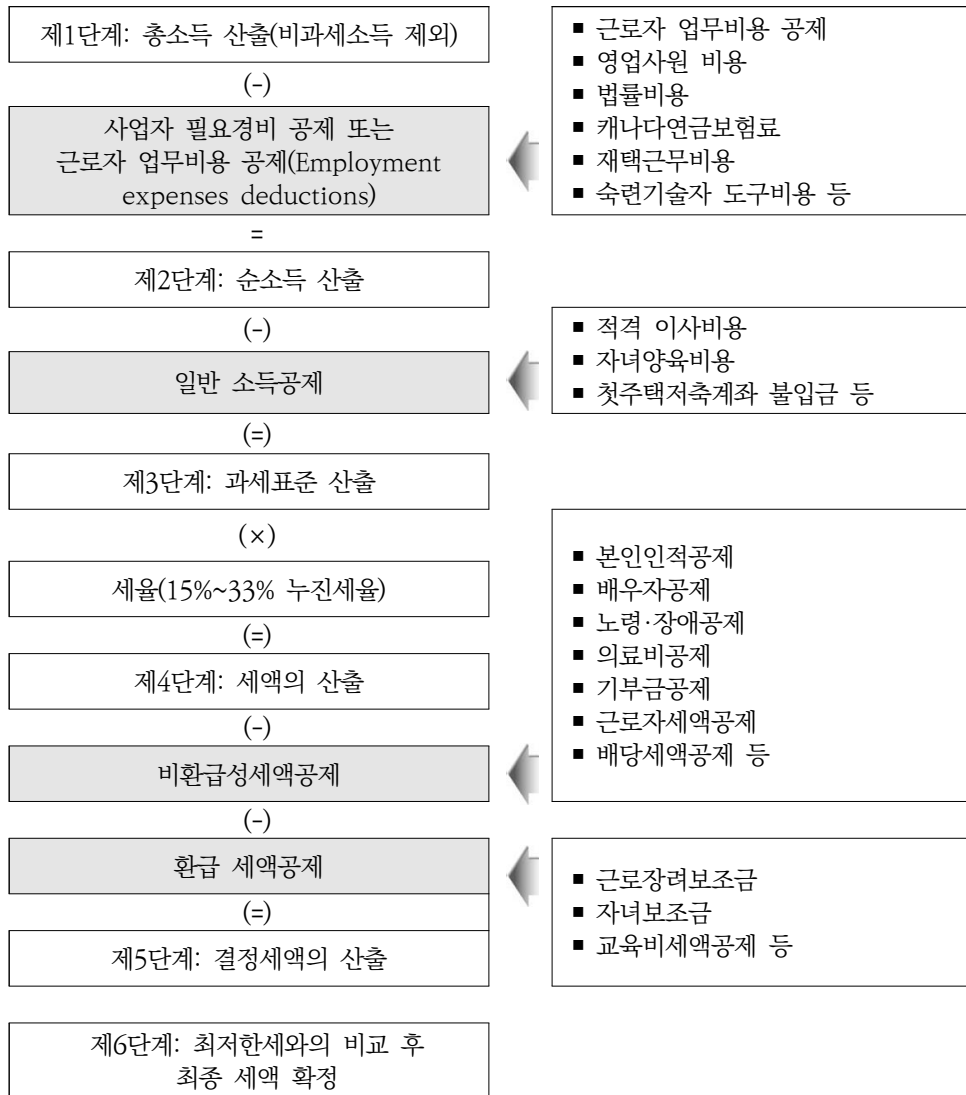 제1단계: 총소득 산출(비과세소득 제외)
(-)
사업자 필요경비 공제 또는
근로자 업무비용 공제(Employment
expenses deductions)
■ 근로자 업무비용 공제
■ 영업사원 비용
■ 법률비용
■ 캐나다연금보험료
■ 재택근무비용
■ 숙련기술자 도구비용 등
=
제2단계: 순소득 산출
(-)
일반 소득공제
■ 적격 이사비용
■ 자녀양육비용
■ 첫주택저축계좌 불입금 등
(=)
제3단계: 과세표준 산출
(×)
세율(15%~33% 누진세율)
(=)
제4단계: 세액의 산출
(-)
비환급성세액공제
■ 본인인적공제
■ 배우자공제
■ 노령·장애공제
■ 의료비공제
■ 기부금공제
■ 근로자세액공제
■ 배당세액공제 등
(-)
환급 세액공제
■ 근로장려보조금
■ 자녀보조금
■ 교육비세액공제 등
(=)
제5단계: 결정세액의 산출
제6단계: 최저한세와의 비교 후
최종 세액 확정